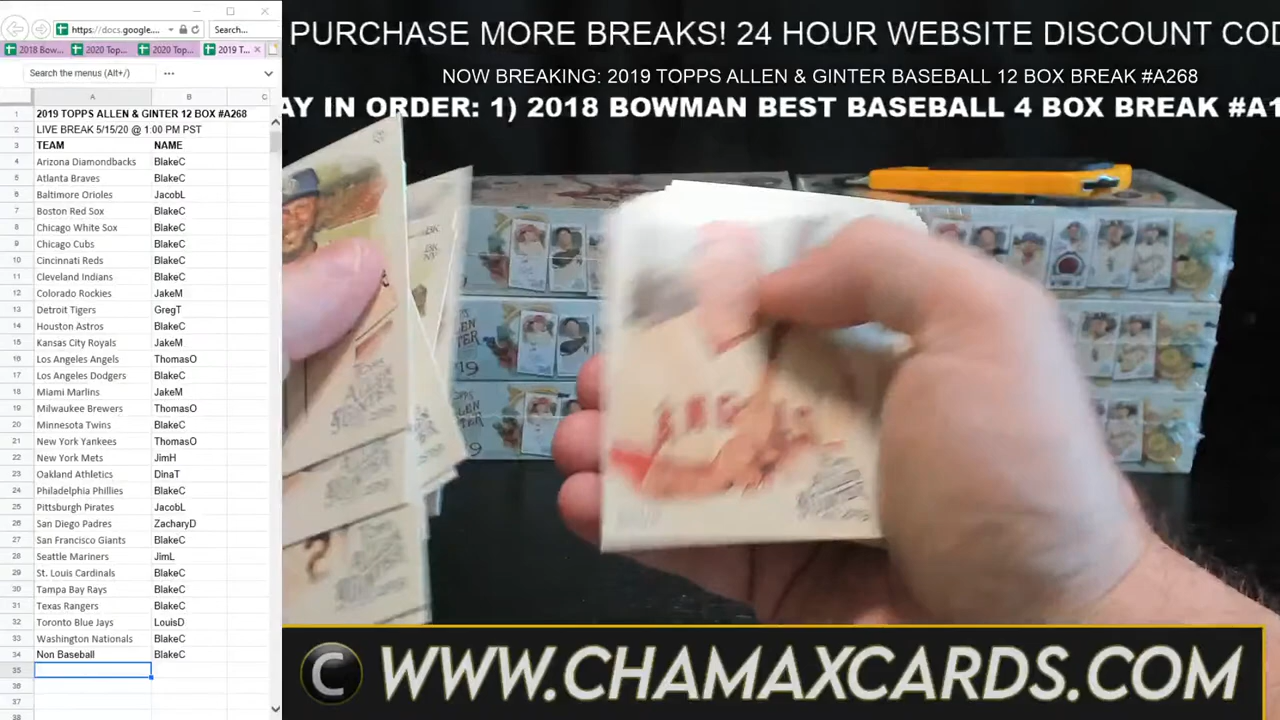 https://docs.google....
Search...
2018 Bow...
2020 Top...
2020 Top...
2019 T...
Search the menus (Alt+/)
A B C
1 2019 TOPPS ALLEN & GINTER 12 BOX #A268
2 LIVE BREAK 5/15/20 @ 1:00 PM PST
3 TEAM NAME
4 Arizona Diamondbacks BlakeC
5 Atlanta Braves BlakeC
6 Baltimore Orioles JacobL
7 Boston Red Sox BlakeC
8 Chicago White Sox BlakeC
9 Chicago Cubs BlakeC
10 Cincinnati Reds BlakeC
11 Cleveland Indians BlakeC
12 Colorado Rockies JakeM
13 Detroit Tigers GregT
14 Houston Astros BlakeC
15 Kansas City Royals JakeM
16 Los Angeles Angels ThomasO
17 Los Angeles Dodgers BlakeC
18 Miami Marlins JakeM
19 Milwaukee Brewers ThomasO
20 Minnesota Twins BlakeC
21 New York Yankees ThomasO
22 New York Mets JimH
23 Oakland Athletics DinaT
24 Philadelphia Phillies BlakeC
25 Pittsburgh Pirates JacobL
26 San Diego Padres ZacharyD
27 San Francisco Giants BlakeC
28 Seattle Mariners JimL
29 St. Louis Cardinals BlakeC
30 Tampa Bay Rays BlakeC
31 Texas Rangers BlakeC
32 Toronto Blue Jays LouisD
33 Washington Nationals BlakeC
34 Non Baseball BlakeC
35
36
37
38
PURCHASE MORE BREAKS! 24 HOUR WEBSITE DISCOUNT COD
NOW BREAKING: 2019 TOPPS ALLEN & GINTER BASEBALL 12 BOX BREAK #A268
AY IN ORDER: 1) 2018 BOWMAN BEST BASEBALL 4 BOX BREAK #A1
C WWW.CHAMAXCARDS.COM